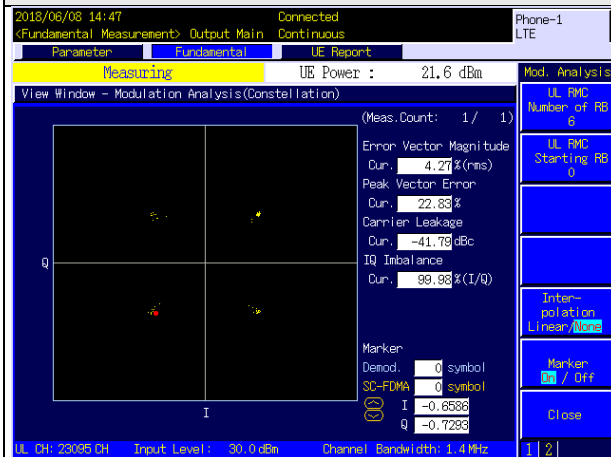 2018/06/08 14:47 Connected Phone-1
<Fundamental Measurement> Output Main Continuous LTE
Parameter Fundamental UE Report
Measuring UE Power : 21.6 dBm Mod. Analysis
View Window - Modulation Analysis(Constellation)
UL RMC
Number of RB
6
(Meas.Count: 1/ 1)
Error Vector Magnitude
Cur. 4.27 %(rms)
Peak Vector Error
Cur. 22.83 %
Carrier Leakage
Cur. -41.79 dBc
IQ Imbalance
Cur. 99.98 %(I/Q)
UL RMC
Starting RB
0
Q
I
Inter-
polation
Linear/None
Marker
Demod. 0 symbol
SC-FDMA 0 symbol
I -0.6586
Q -0.7293
Marker
On / Off
Close
UL CH: 23095 CH Input Level: 30.0 dBm Channel Bandwidth: 1.4 MHz 1 2